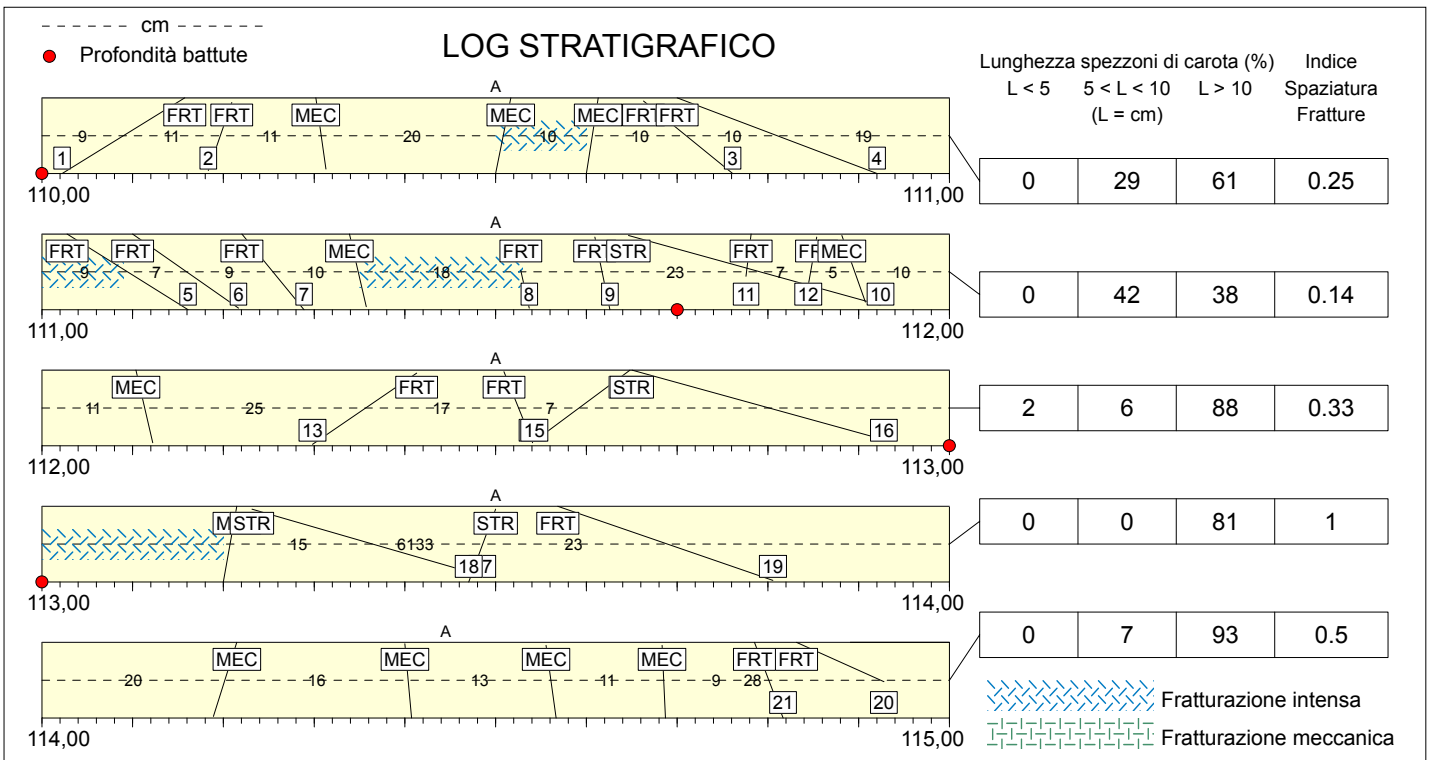 cm
Profondità battute
LOG STRATIGRAFICO
Lunghezza spezzoni di carota (%) Indice
L < 5 5 < L < 10 L > 10 Spaziatura
(L = cm) Fratture
A
FRT FRT MEC MEC MEC FRT FRT
9 11 11 20 10 10 10 19
1 2 3 4
110,00 111,00
0 29 61 0.25
A
FRT FRT FRT MEC FRT FRT STR FRT MEC
9 7 9 10 18 23 7 5 10
5 6 7 8 9 11 12 10
111,00 112,00
0 42 38 0.14
A
MEC FRT FRT STR
11 25 17 7
13 15 16
112,00 113,00
2 6 88 0.33
A
STR STR FRT
15 6133 23
18 7 19
113,00 114,00
0 0 81 1
A
MEC MEC MEC MEC FRT FRT
20 16 13 11 9 28
21 20
114,00 115,00
0 7 93 0.5
Fratturazione intensa
Fratturazione meccanica